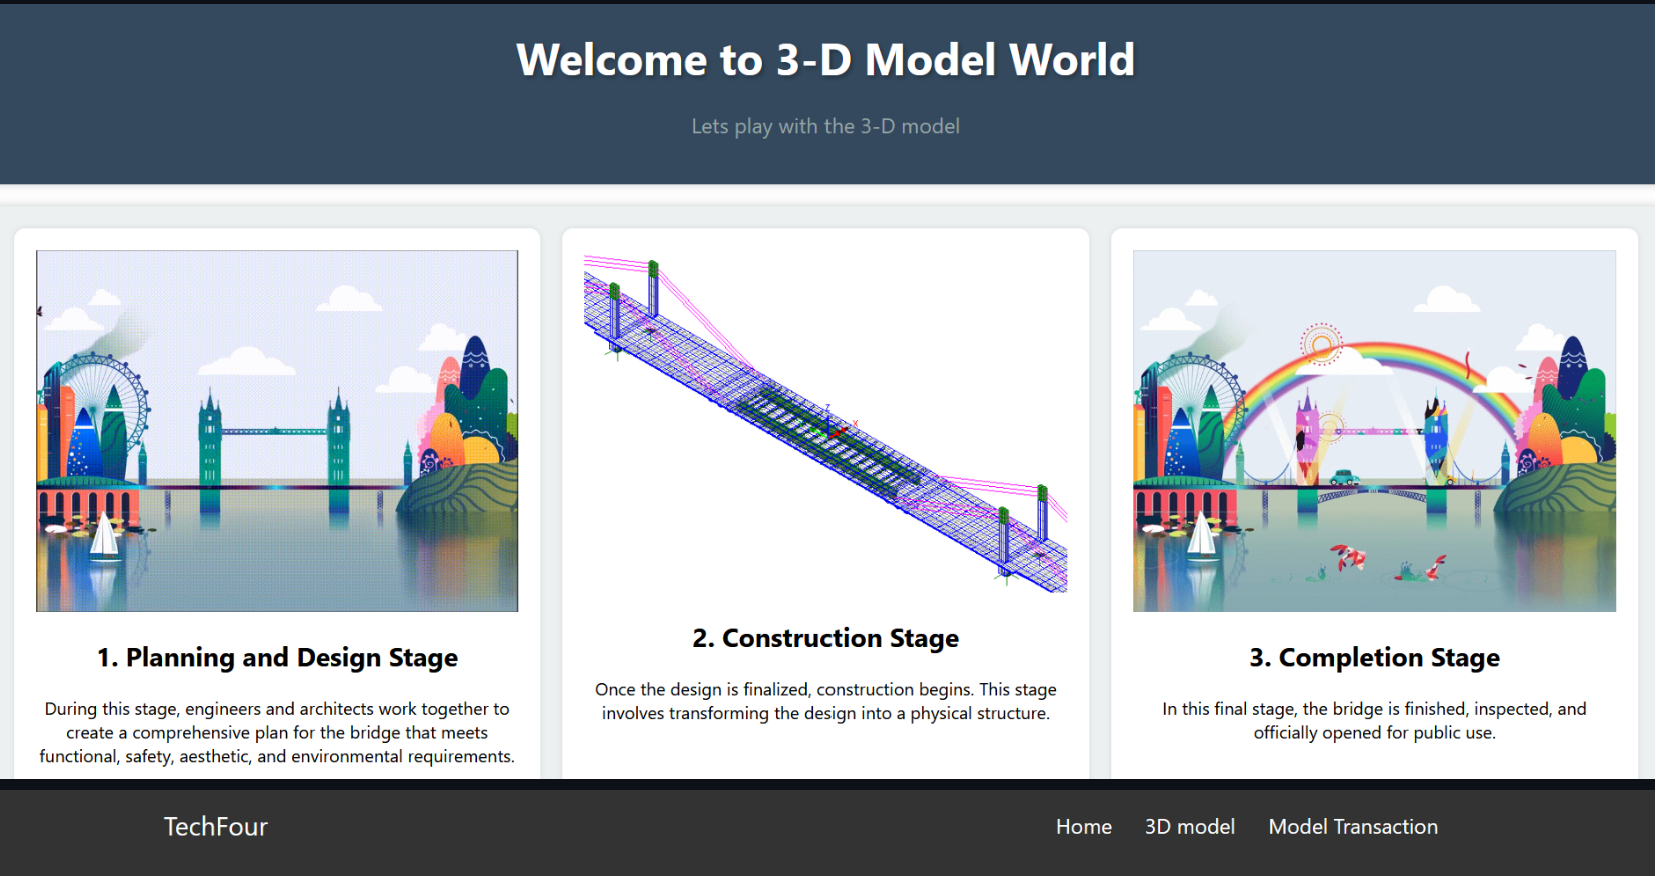 Welcome to 3-D Model World
Lets play with the 3-D model
Z
X
1. Planning and Design Stage
During this stage, engineers and architects work together to
create a comprehensive plan for the bridge that meets
functional, safety, aesthetic, and environmental requirements.
2. Construction Stage
Once the design is finalized, construction begins. This stage
involves transforming the design into a physical structure.
3. Completion Stage
In this final stage, the bridge is finished, inspected, and
officially opened for public use.
TechFour
Home
3D model
Model Transaction